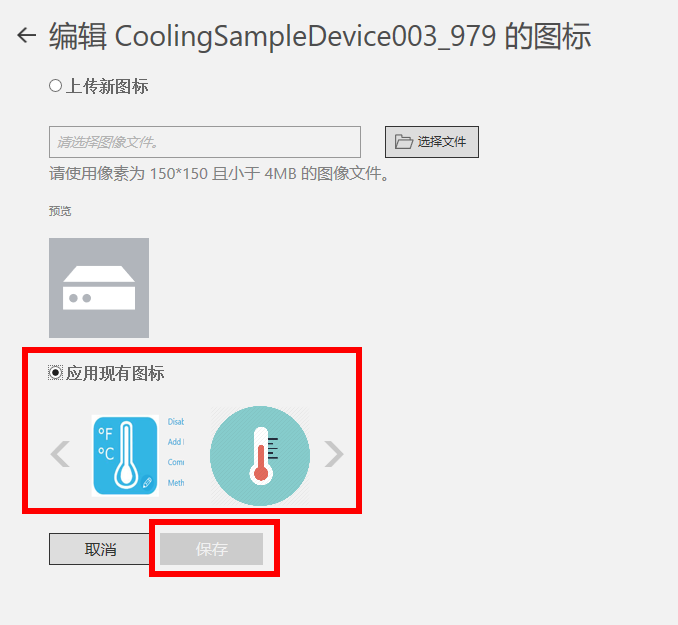 编辑 CoolingSampleDevice003_979 的图标
上传新图标
请选择图像文件。
选择文件
请使用像素为 150*150 且小于 4MB 的图像文件。
预览
应用现有图标
°F
°C
Disat
Add
Com
Meth
取消
保存